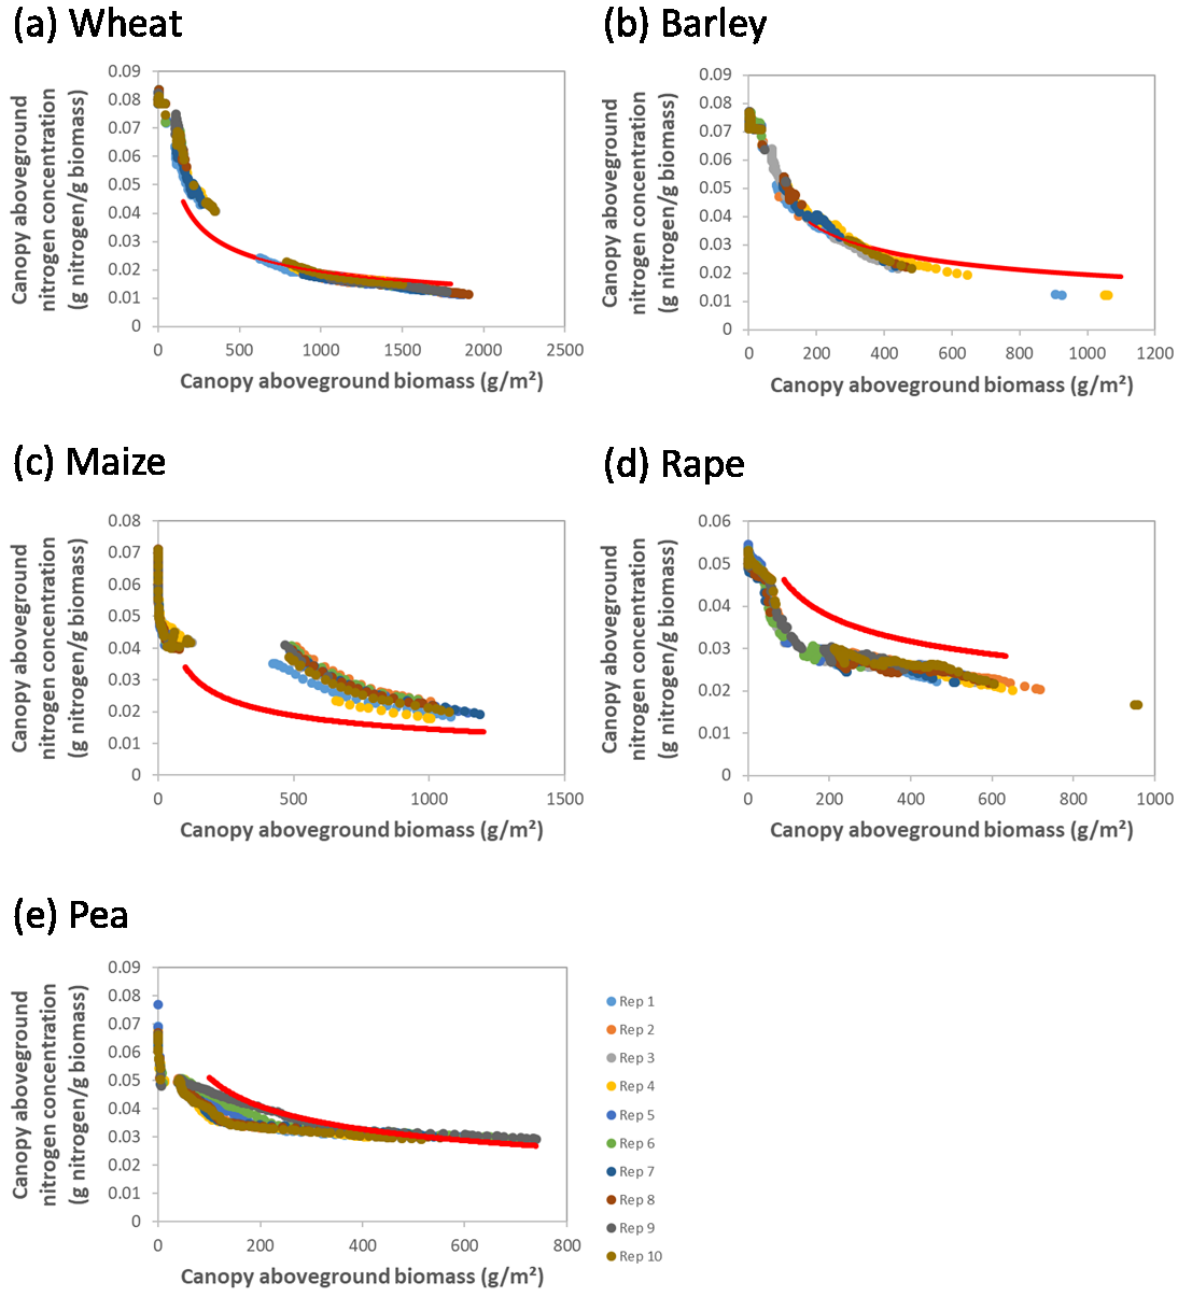 (a) Wheat
Canopy aboveground
nitrogen concentration
(g nitrogen/g biomass)
0.09
0.08
0.07
0.06
0.05
0.04
0.03
0.02
0.01
0
0 500 1000 1500 2000 2500
Canopy aboveground biomass (g/m²)
(b) Barley
Canopy aboveground
nitrogen concentration
(g nitrogen/g biomass)
0.09
0.08
0.07
0.06
0.05
0.04
0.03
0.02
0.01
0
0 200 400 600 800 1000 1200
Canopy aboveground biomass (g/m²)
(c) Maize
Canopy aboveground
nitrogen concentration
(g nitrogen/g biomass)
0.08
0.07
0.06
0.05
0.04
0.03
0.02
0.01
0
0 500 1000 1500
Canopy aboveground biomass (g/m²)
(d) Rape
Canopy aboveground
nitrogen concentration
(g nitrogen/g biomass)
0.06
0.05
0.04
0.03
0.02
0.01
0
0 200 400 600 800 1000
Canopy aboveground biomass (g/m²)
(e) Pea
Canopy aboveground
nitrogen concentration
(g nitrogen/g biomass)
0.09
0.08
0.07
0.06
0.05
0.04
0.03
0.02
0.01
0
0 200 400 600 800
Canopy aboveground biomass (g/m²)
Rep 1
Rep 2
Rep 3
Rep 4
Rep 5
Rep 6
Rep 7
Rep 8
Rep 9
Rep 10